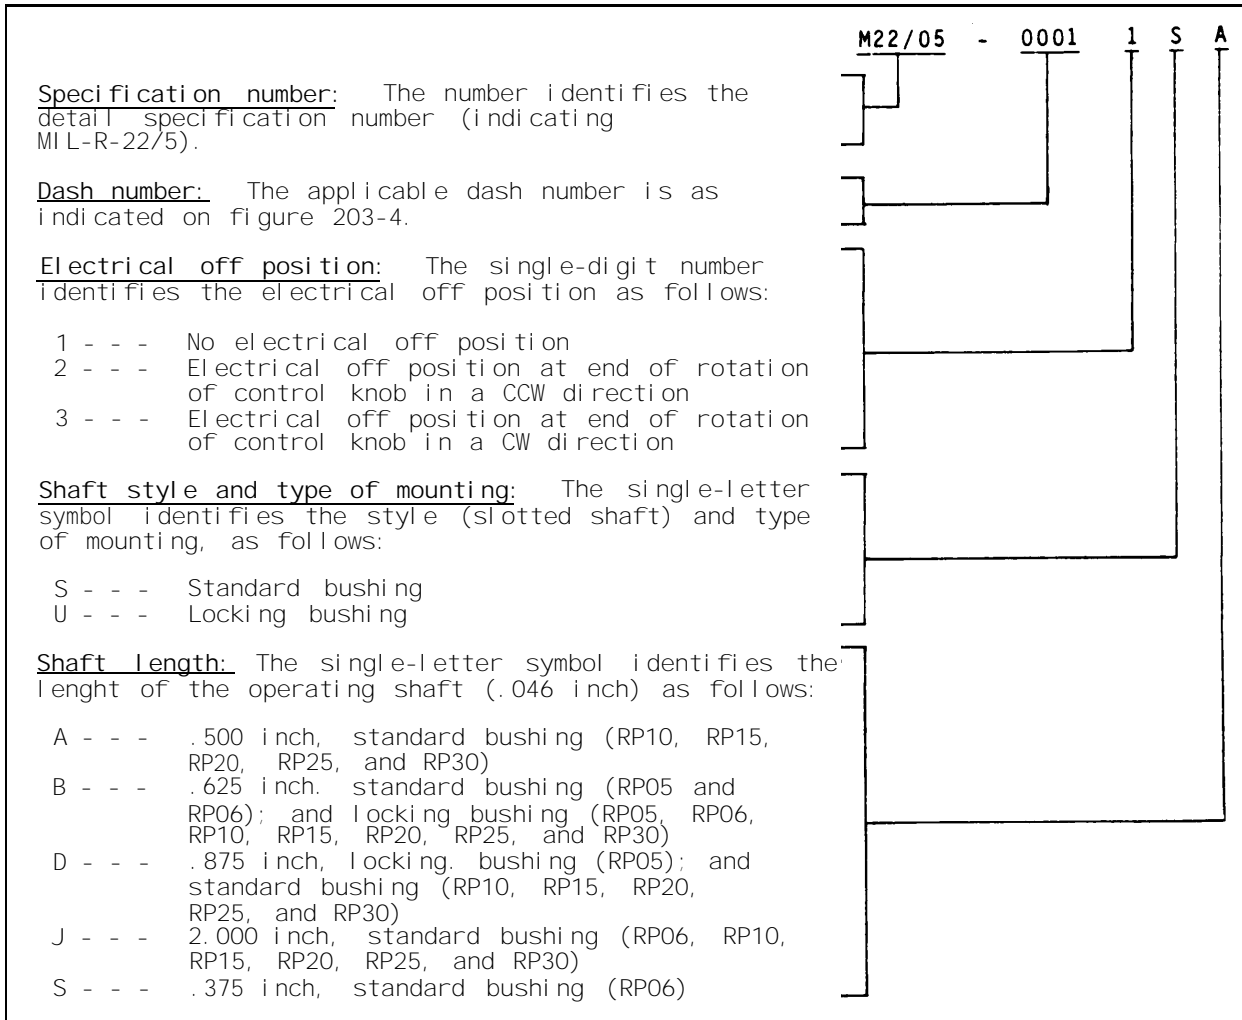 M22/05 - 0001 1 S A
Specification number: The number identifies the
detail specification number (indicating
MIL-R-22/5).
Dash number: The applicable dash number is as
indicated on figure 203-4.
Electrical off position: The single-digit number
identifies the electrical off position as follows:
1 - - - No electrical off position
2 - - - Electrical off position at end of rotation
of control knob in a CCW direction
3 - - - Electrical off position at end of rotation
of control knob in a CW direction
Shaft style and type of mounting: The single-letter
symbol identifies the style (slotted shaft) and type
of mounting, as follows:
S - - - Standard bushing
U - - - Locking bushing
Shaft length: The single-letter symbol identifies the
lenght of the operating shaft (.046 inch) as follows:
A - - - .500 inch, standard bushing (RP10, RP15,
RP20, RP25, and RP30)
B - - - .625 inch. standard bushing (RP05 and
RP06); and locking bushing (RP05, RP06,
RP10, RP15, RP20, RP25, and RP30)
D - - - .875 inch, locking. bushing (RP05); and
standard bushing (RP10, RP15, RP20,
RP25, and RP30)
J - - - 2.000 inch, standard bushing (RP06, RP10,
RP15, RP20, RP25, and RP30)
S - - - .375 inch, standard bushing (RP06)